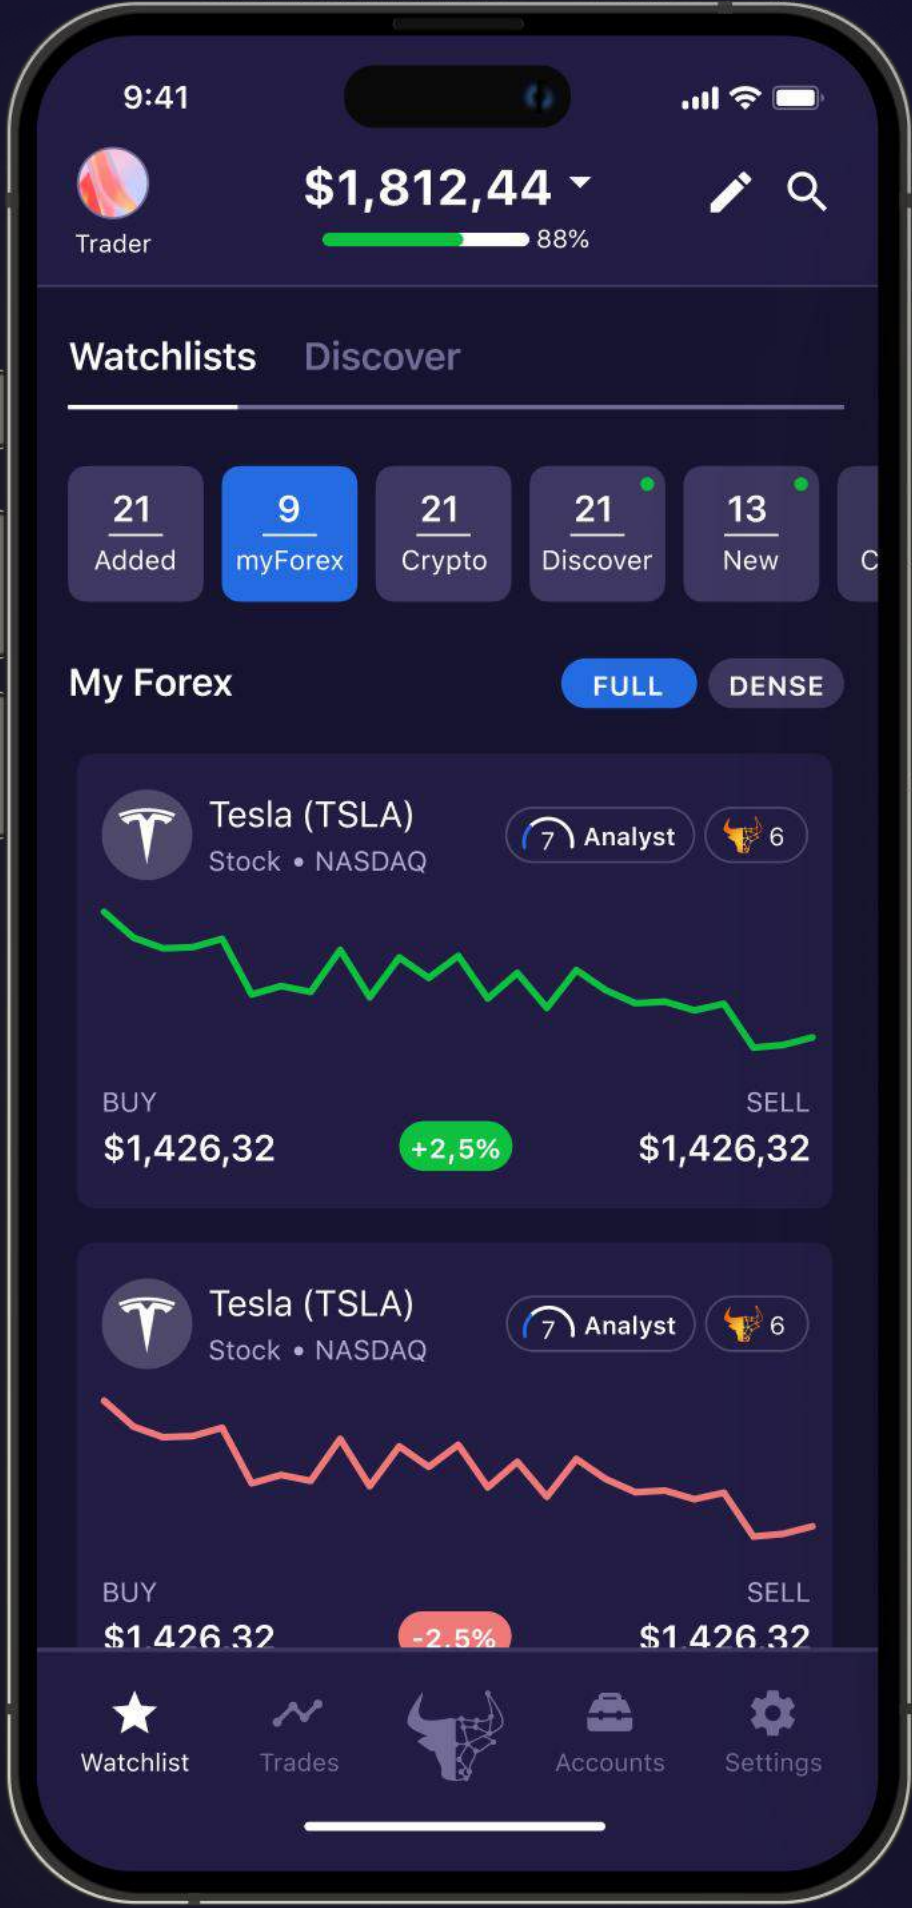 9:41
$1,812,44
88%
Trader
Watchlists Discover
21 9 21 21 13
Added myForex Crypto Discover New C
My Forex FULL DENSE
Tesla (TSLA)
Stock • NASDAQ
7 Analyst 6
BUY SELL
$1,426,32 +2,5% $1,426,32
Tesla (TSLA)
Stock • NASDAQ
7 Analyst 6
BUY SELL
$1,426,32 -2,5% $1,426,32
Watchlist Trades Accounts Settings